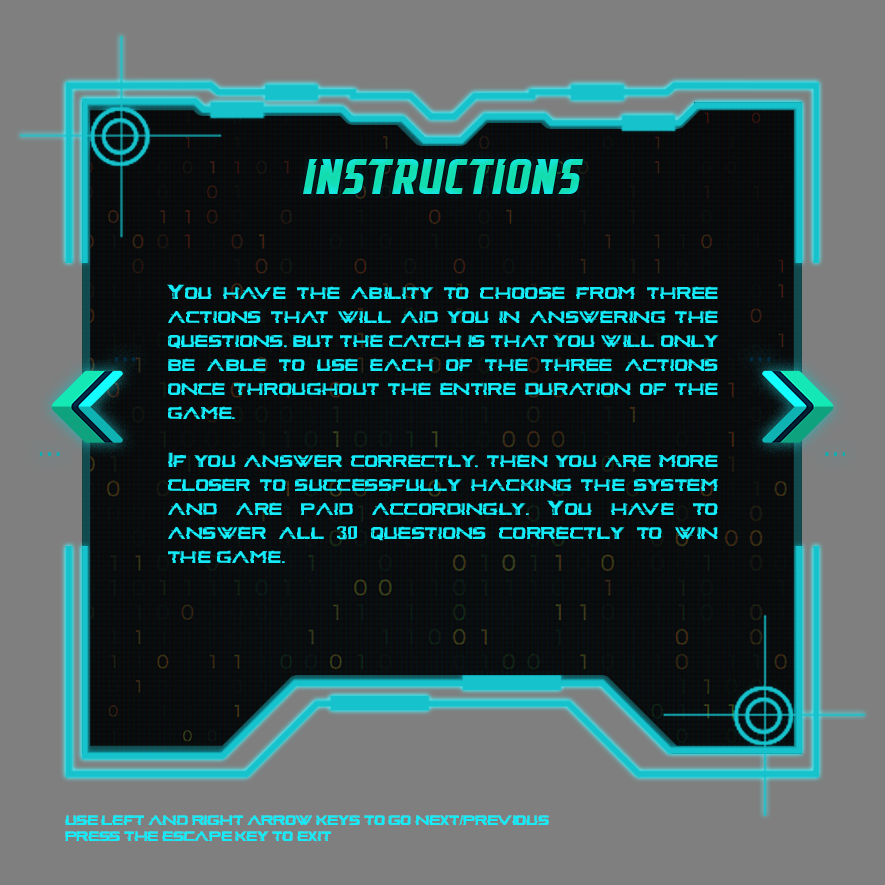 INSTRUCTIONS
You have the ability to choose from three
actions that will aid you in answering the
questions. But the catch is that you will only
be able to use each of the three actions
once throughout the entire duration of the
game.
If you answer correctly. then you are more
closer to successfully hacking the system
and are paid accordingly. You have to
answer all 30 questions correctly to win
the game.
USE LEFT AND RIGHT ARROW KEYS TO GO NEXT/PREVIOUS
PRESS THE ESCAPE KEY TO EXIT